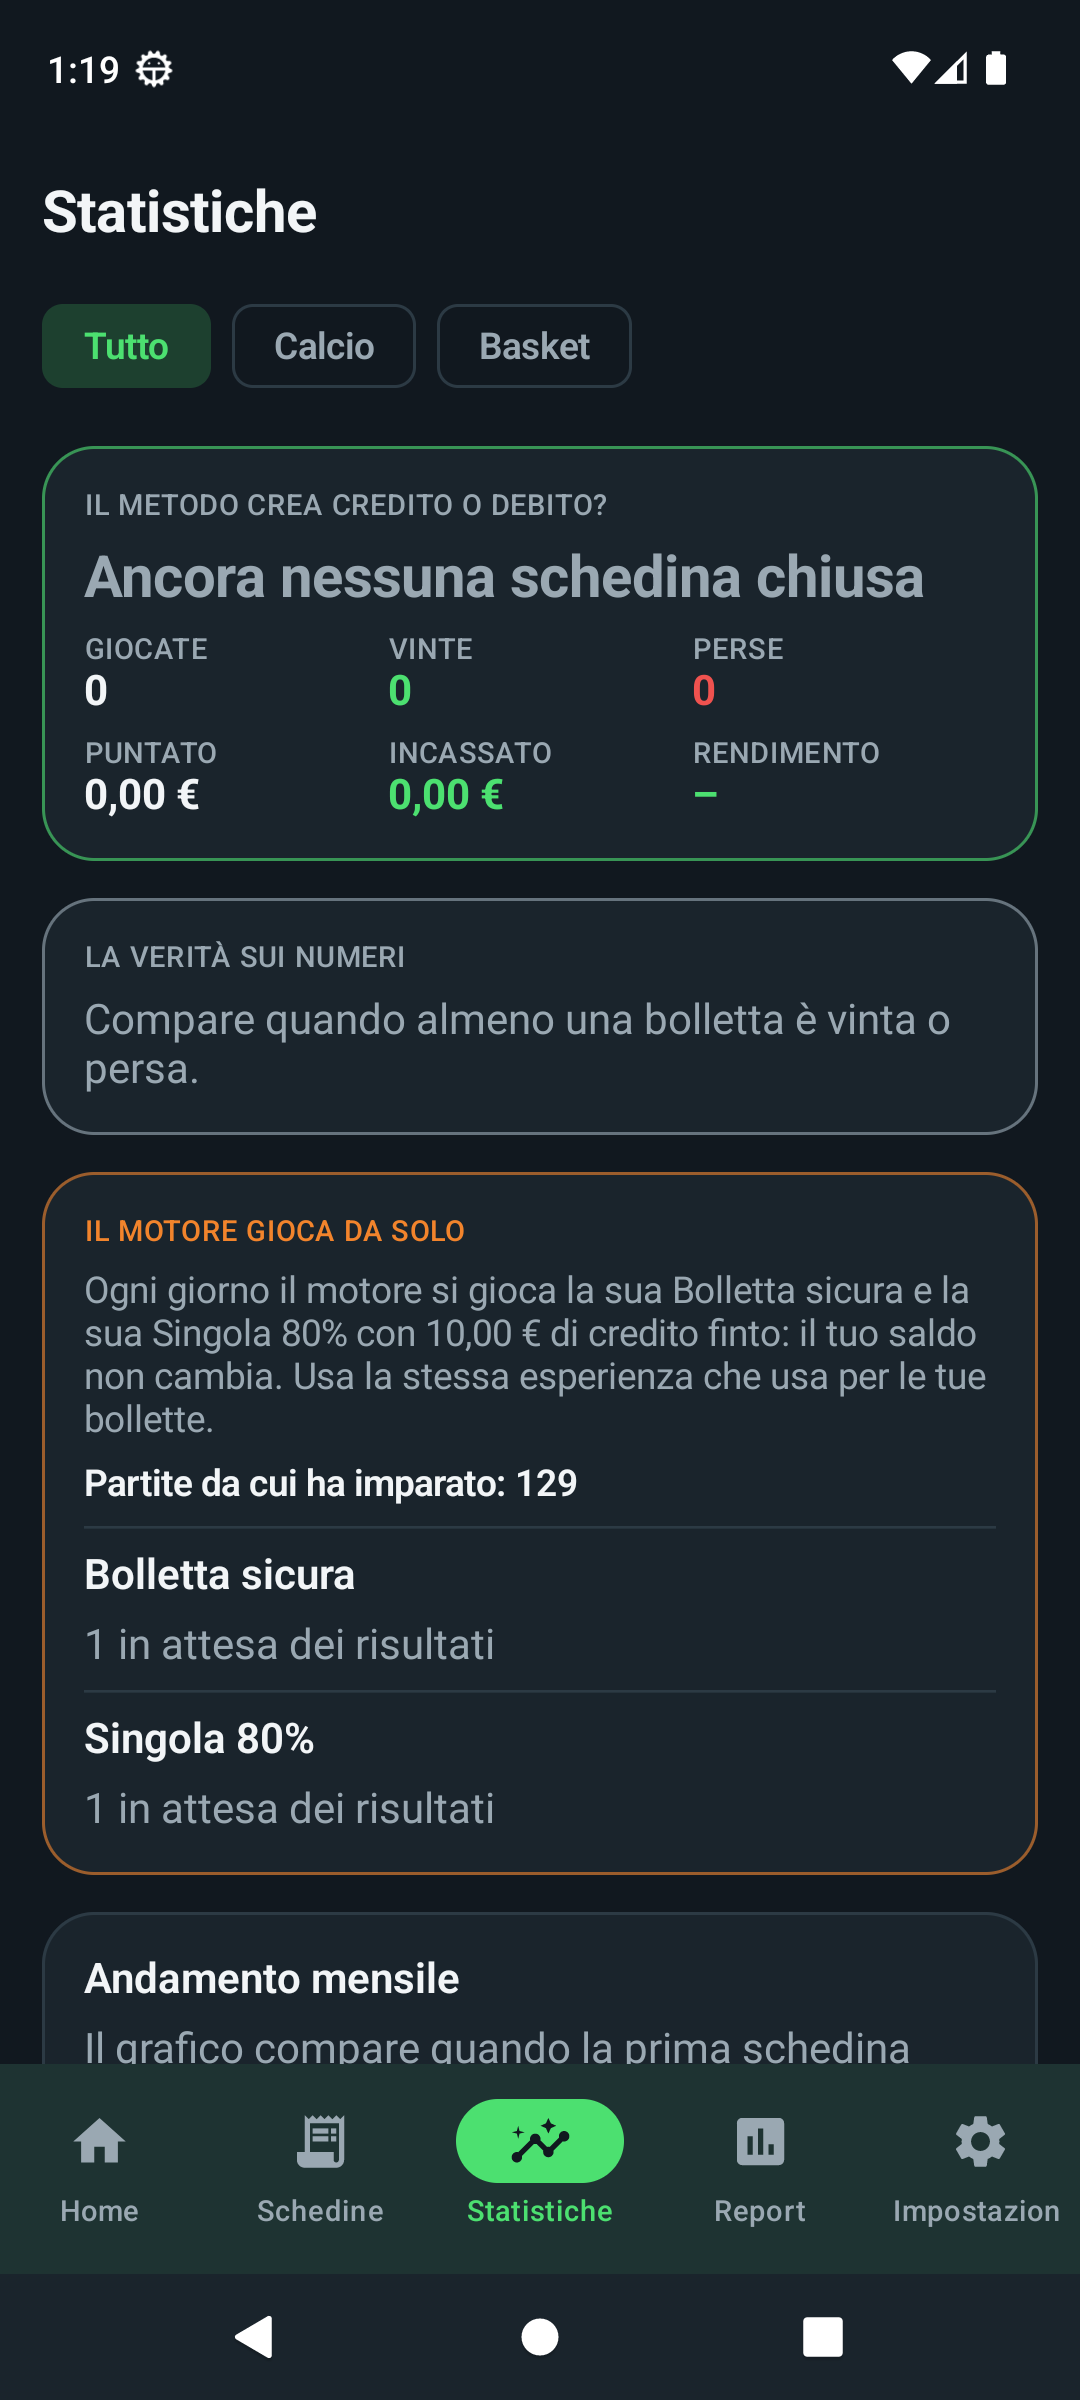 1:19
Statistiche
Tutto
Calcio
Basket
IL METODO CREA CREDITO O DEBITO?
Ancora nessuna schedina chiusa
GIOCATE
VINTE
PERSE
0
0
0
PUNTATO
INCASSATO
RENDIMENTO
0,00 €
0,00 €
–
LA VERITÀ SUI NUMERI
Compare quando almeno una bolletta è vinta o
persa.
IL MOTORE GIOCA DA SOLO
Ogni giorno il motore si gioca la sua Bolletta sicura e la
sua Singola 80% con 10,00 € di credito finto: il tuo saldo
non cambia. Usa la stessa esperienza che usa per le tue
bollette.
Partite da cui ha imparato: 129
Bolletta sicura
1 in attesa dei risultati
Singola 80%
1 in attesa dei risultati
Andamento mensile
Il grafico compare quando la prima schedina
Home
Schedine
Statistiche
Report
Impostazion